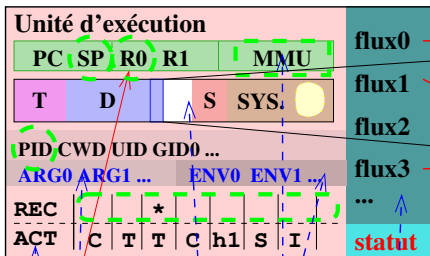 Unité d'exécution
PC SP R0 R1 MMU
T D S SYS.
PID CWD UID GID0 ...
ARG0 ARG1 ... ENV0 ENV1 ...
REC *
ACT C T T C h1 S I
flux0
flux1
flux2
flux3
...
statut